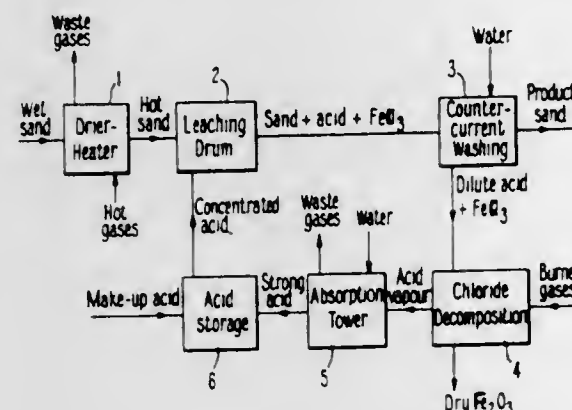 Waste
gases
1
Wet
sand
Drier-
Heater
Hot
sand
Hot
gases
2
Leaching
Drum
Sand + acid + FeCl3
Water
3
Counter-
current
Washing
Product
sand
Dilute acid
+ FeCl3
Concentrated
acid
Waste
gases
Water
Make-up acid
Acid
storage
6
Strong
acid
Absorption
Tower
5
Acid
vapour
Chloride
Decomposition
4
Burner
gases
Dry Fe2O3